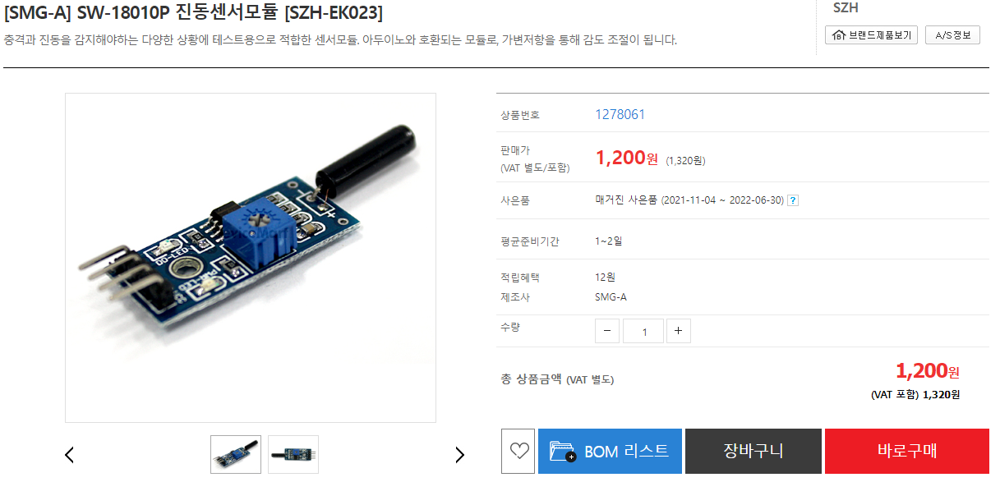 [SMG-A] SW-18010P 진동센서모듈 [SZH-EK023]
충격과 진동을 감지해야하는 다양한 상황에 테스트용으로 적합한 센서모듈. 아두이노와 호환되는 모듈로, 가변저항을 통해 감도 조절이 됩니다.
SZH
브랜드제품보기
A/S정보
DO-LED
PWR-LED
상품번호 1278061
판매가 1,200원 (1,320원)
(VAT 별도/포함)
사은품 매거진 사은품 (2021-11-04 ~ 2022-06-30) ?
평균준비기간 1~2일
적립혜택 12원
제조사 SMG-A
수량 − 1 +
총 상품금액 (VAT 별도) 1,200원
(VAT 포함) 1,320원
BOM 리스트
장바구니
바로구매